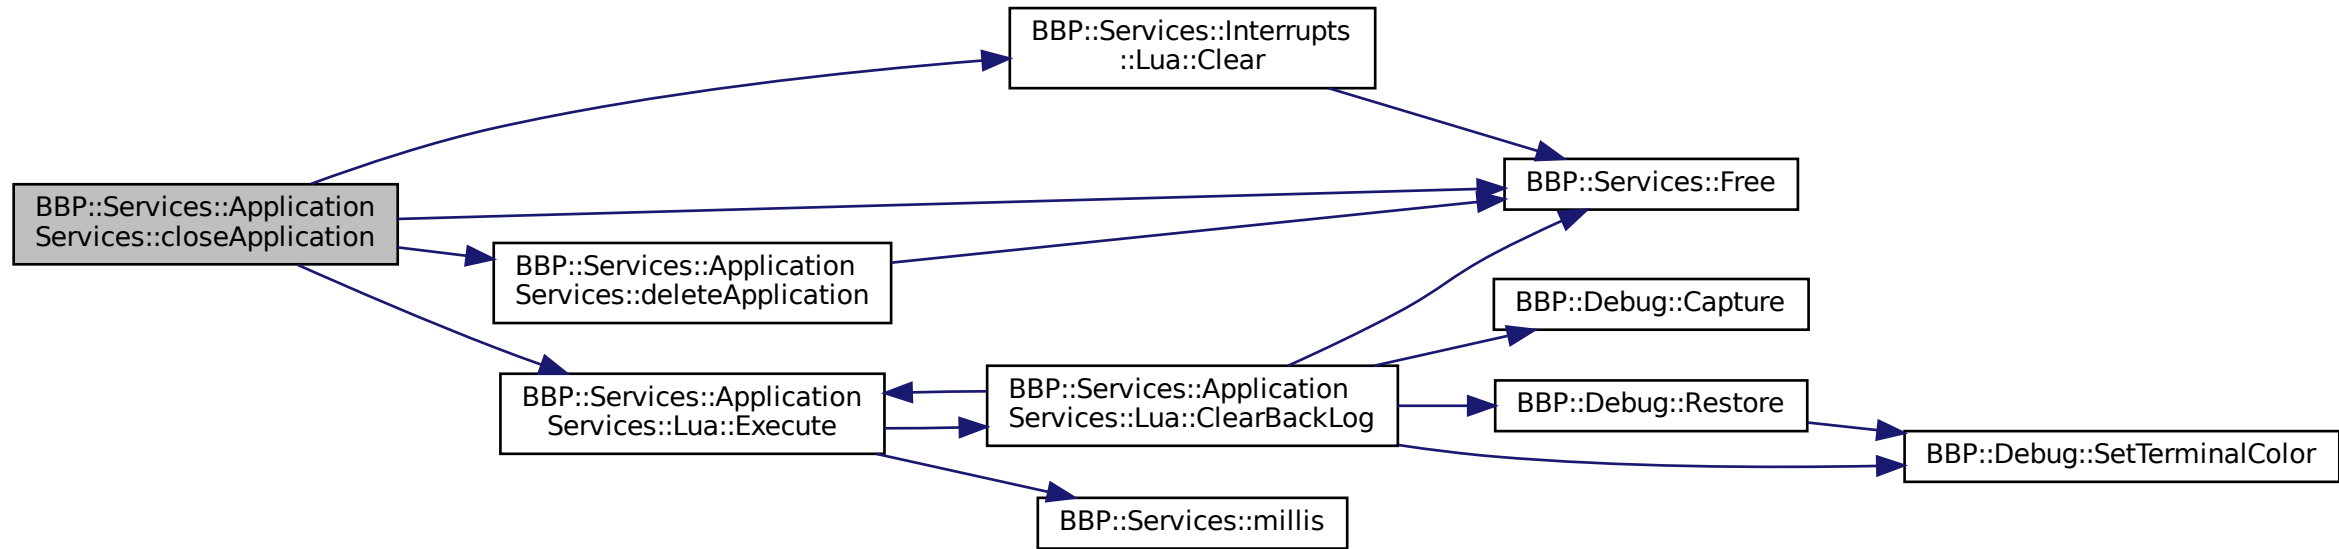 BBP::Services::Interrupts
::Lua::Clear
BBP::Services::Free
BBP::Services::Application
Services::closeApplication
BBP::Services::Application
Services::deleteApplication
BBP::Debug::Capture
BBP::Services::Application
Services::Lua::Execute
BBP::Services::Application
Services::Lua::ClearBackLog
BBP::Debug::Restore
BBP::Debug::SetTerminalColor
BBP::Services::millis